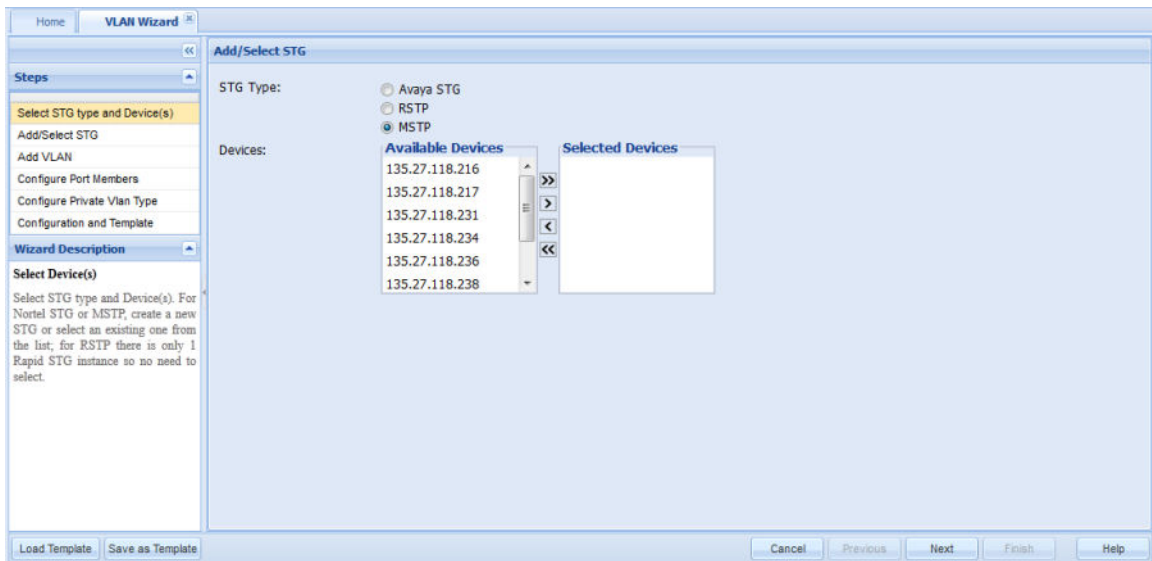 Home
VLAN Wizard
Steps
Select STG type and Device(s)
Add/Select STG
Add VLAN
Configure Port Members
Configure Private Vlan Type
Configuration and Template
Wizard Description
Select Device(s)
Select STG type and Device(s). For
Nortel STG or MSTP, create a new
STG or select an existing one from
the list; for RSTP there is only 1
Rapid STG instance so no need to
select.
Load Template
Save as Template
Add/Select STG
STG Type:
Avaya STG
RSTP
MSTP
Devices:
Available Devices
135.27.118.216
135.27.118.217
135.27.118.231
135.27.118.234
135.27.118.236
135.27.118.238
>>
>
<
<<
Selected Devices
Cancel
Previous
Next
Finish
Help